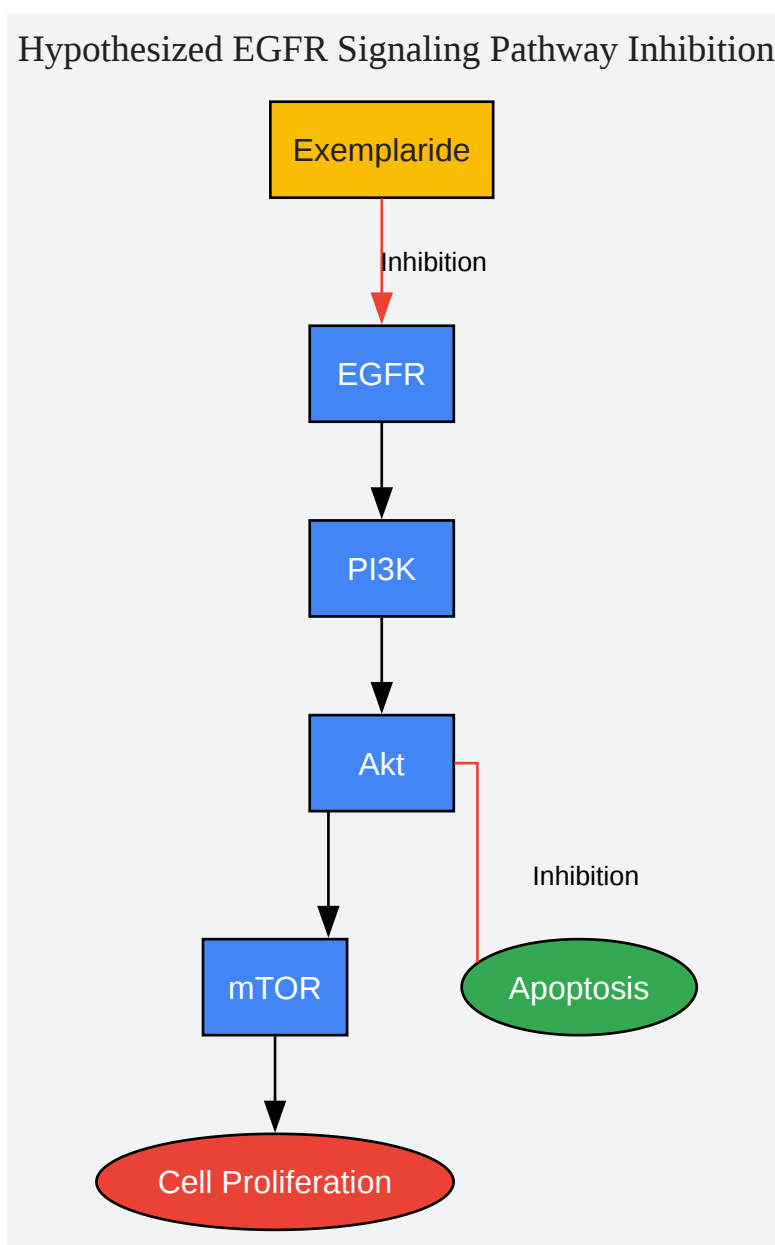 Hypothesized EGFR Signaling Pathway Inhibition
Exemplaride
Inhibition
EGFR
PI3K
Akt
Inhibition
mTOR
Apoptosis
Cell Proliferation